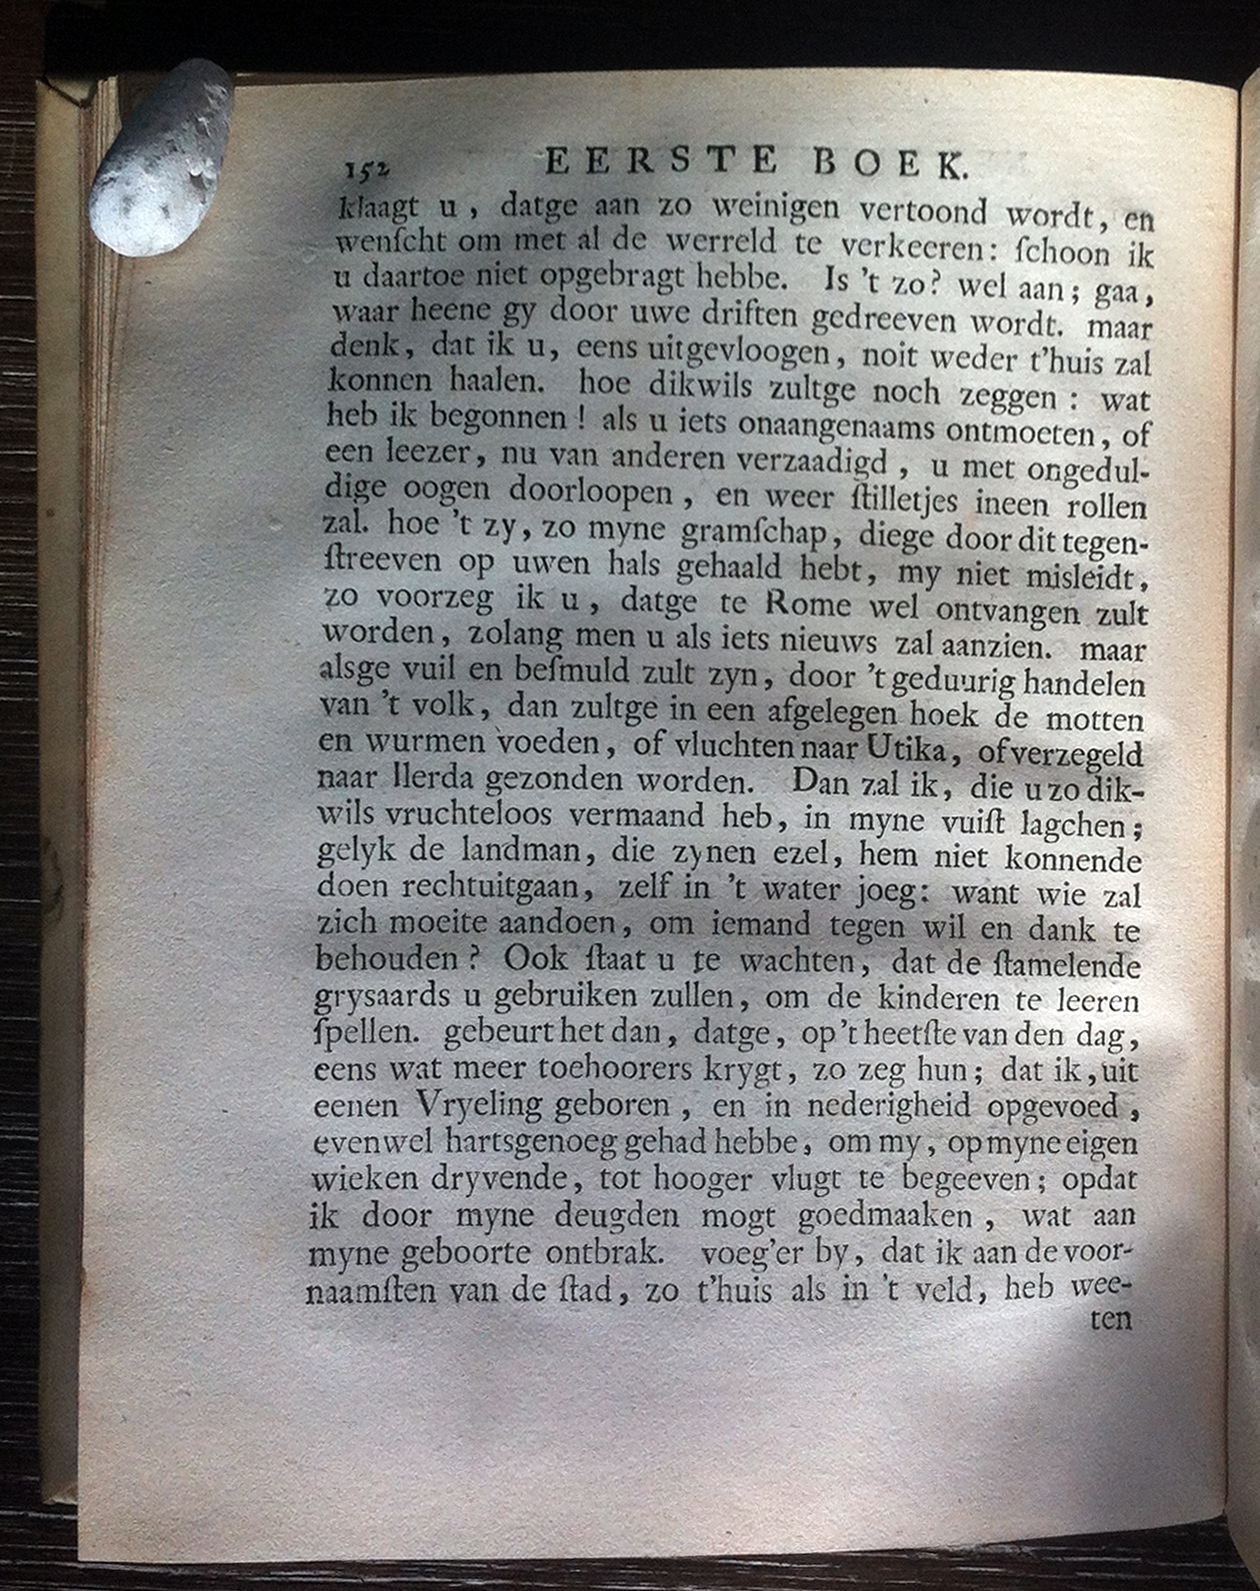 152 EERSTE BOEK.
klaagt u, datge aan zo weinigen vertoond wordt, en
wenſcht om met al de werreld te verkeeren: ſchoon ik
u daartoe niet opgebragt hebbe. Is 't zo? wel aan; gaa,
waar heene gy door uwe driften gedreeven wordt. maar
denk, dat ik u, eens uitgevloogen, noit weder t'huis zal
konnen haalen. hoe dikwils zultge noch zeggen: wat
heb ik begonnen! als u iets onaangenaams ontmoeten, of
een leezer, nu van anderen verzaadigd, u met ongedul-
dige oogen doorloopen, en weer ſtilletjes ineen rollen
zal. hoe 't zy, zo myne gramſchap, diege door dit tegen-
ſtreeven op uwen hals gehaald hebt, my niet misleidt,
zo voorzeg ik u, datge te Rome wel ontvangen zult
worden, zolang men u als iets nieuws zal aanzien. maar
alsge vuil en beſmuld zult zyn, door 't geduurig handelen
van 't volk, dan zultge in een afgelegen hoek de motten
en wurmen voeden, of vluchten naar Utika, of verzegeld
naar Ilerda gezonden worden. Dan zal ik, die u zo dik-
wils vruchteloos vermaand heb, in myne vuiſt lagchen;
gelyk de landman, die zynen ezel, hem niet konnende
doen rechtuitgaan, zelf in 't water joeg: want wie zal
zich moeite aandoen, om iemand tegen wil en dank te
behouden? Ook ſtaat u te wachten, dat de ſtamelende
grysaards u gebruiken zullen, om de kinderen te leeren
ſpellen. gebeurt het dan, datge, op 't heetſte van den dag,
eens wat meer toehoorers krygt, zo zeg hun; dat ik, uit
eenen Vryeling geboren, en in nederigheid opgevoed,
evenwel hartsgenoeg gehad hebbe, om my, op myne eigen
wieken dryvende, tot hooger vlugt te begeeven; opdat
ik door myne deugden mogt goedmaaken, wat aan
myne geboorte ontbrak. voeg'er by, dat ik aan de voor-
naamſten van de ſtad, zo t'huis als in 't veld, heb wee-
ten